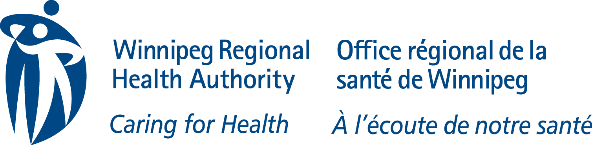 Winnipeg Regional
Health Authority
Caring for Health
Office régional de la
santé de Winnipeg
À l'écoute de notre santé